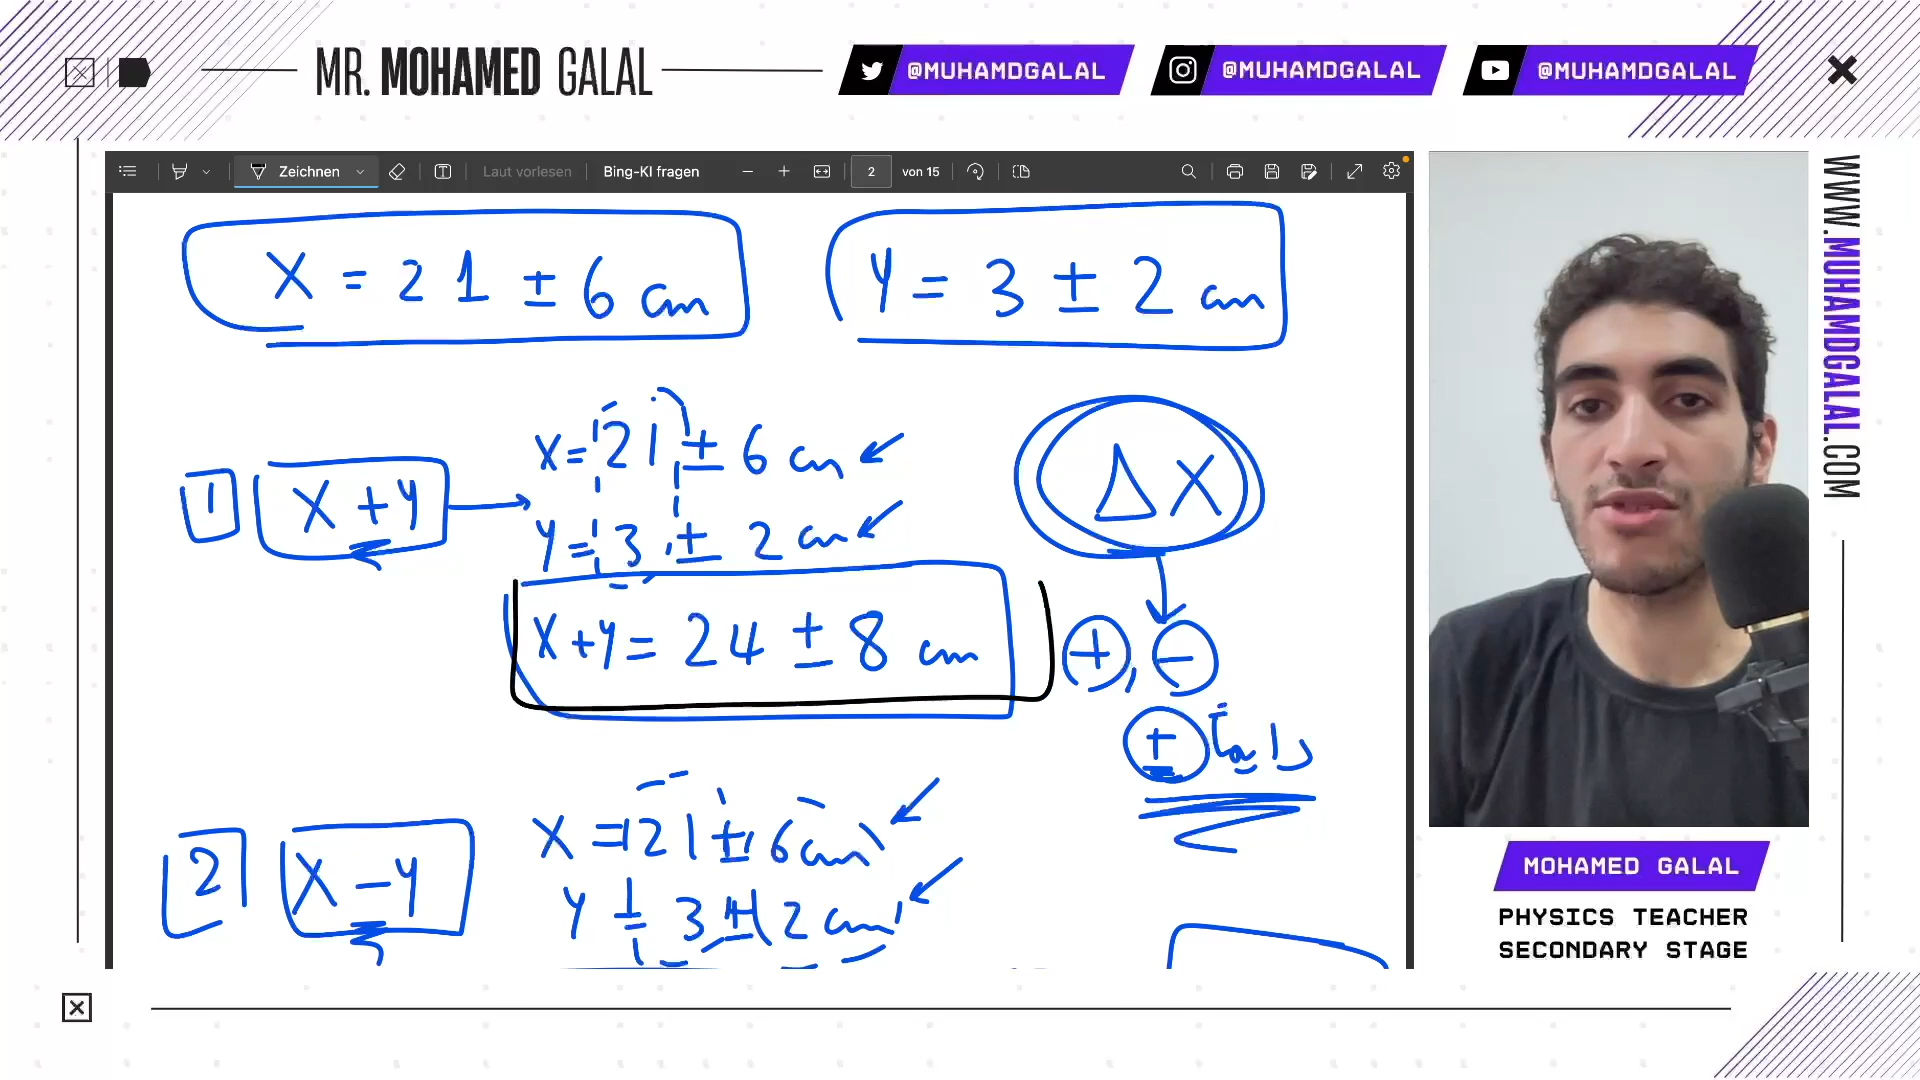 MR. MOHAMED GALAL
@MUHAMDGALAL
@MUHAMDGALAL
@MUHAMDGALAL
Zeichnen
Laut vorlesen
Bing-KI fragen
2
von 15
X = 21 ± 6 cm
Y = 3 ± 2 cm
1
X + Y
X = 21 ± 6 cm
Y = 3 ± 2 cm
X + Y = 24 ± 8 cm
ΔX
+, -
±
2
X - Y
X = 21 ± 6 cm
Y = 3 ± 2 cm
WWW.MUHAMDGALAL.COM
MOHAMED GALAL
PHYSICS TEACHER
SECONDARY STAGE